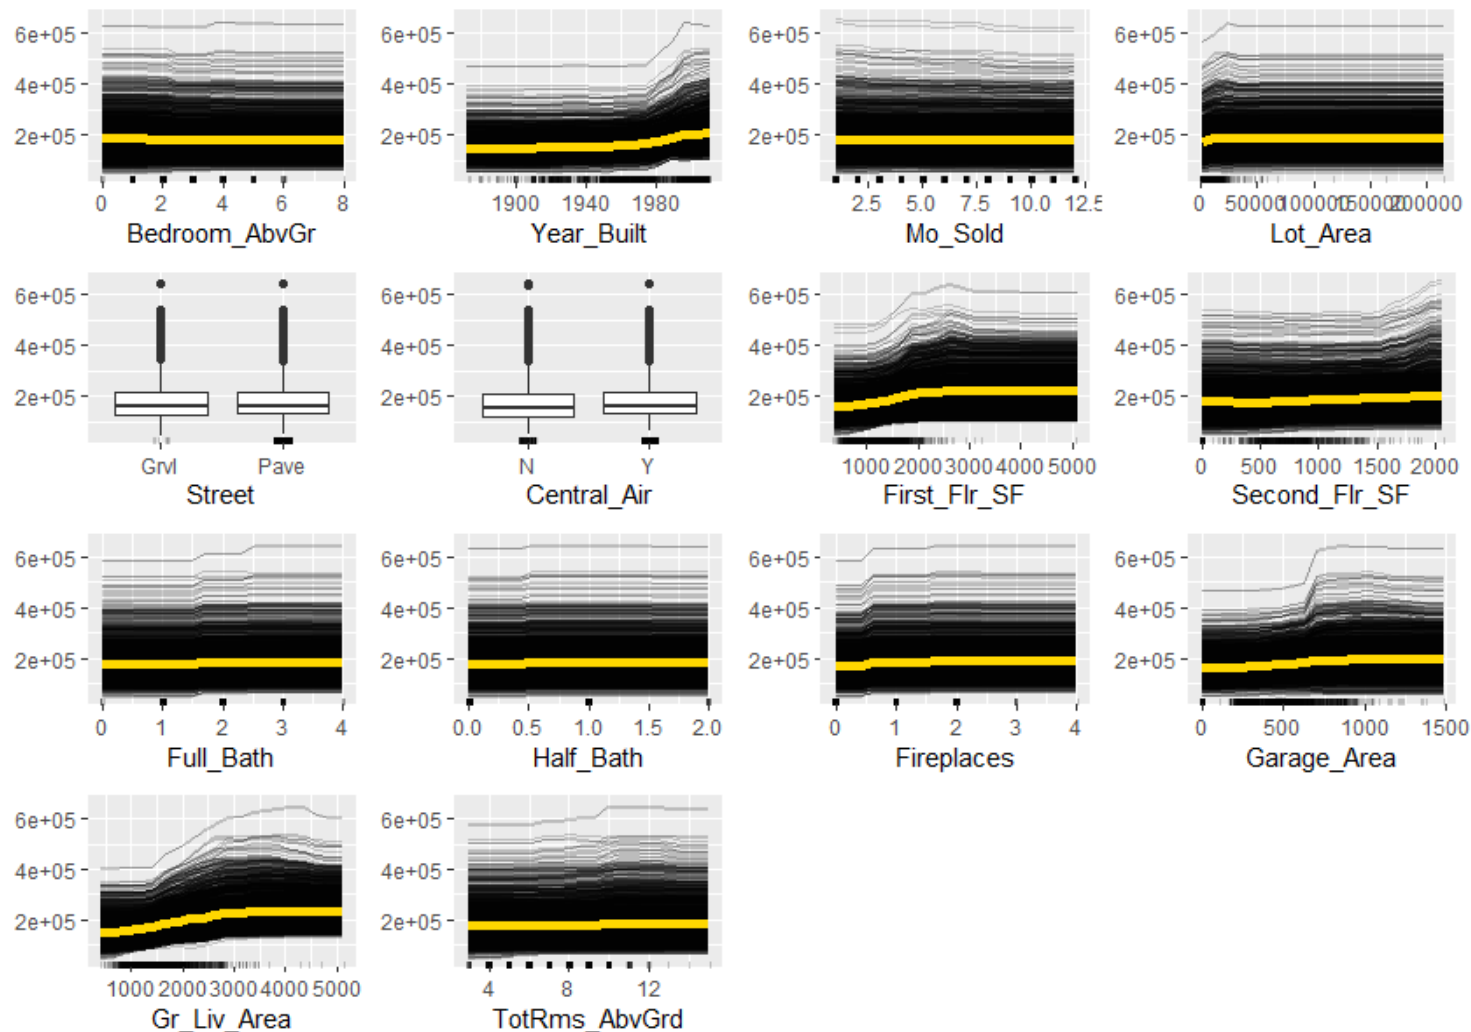 6e+05 6e+05 6e+05 6e+05
4e+05 4e+05 4e+05 4e+05
2e+05 2e+05 2e+05 2e+05
0 2 4 6 8 1900 1940 1980 2.5 5.0 7.5 10.0 12.5 0 50000 100000 150000 200000
Bedroom_AbvGr Year_Built Mo_Sold Lot_Area
6e+05 6e+05 6e+05 6e+05
4e+05 4e+05 4e+05 4e+05
2e+05 2e+05 2e+05 2e+05
Grvl Pave N Y 1000 2000 3000 4000 5000 0 500 1000 1500 2000
Street Central_Air First_Flr_SF Second_Flr_SF
6e+05 6e+05 6e+05 6e+05
4e+05 4e+05 4e+05 4e+05
2e+05 2e+05 2e+05 2e+05
0 1 2 3 4 0.0 0.5 1.0 1.5 2.0 0 1 2 3 4 0 500 1000 1500
Full_Bath Half_Bath Fireplaces Garage_Area
6e+05 6e+05
4e+05 4e+05
2e+05 2e+05
1000 2000 3000 4000 5000 4 8 12
Gr_Liv_Area TotRms_AbvGrd